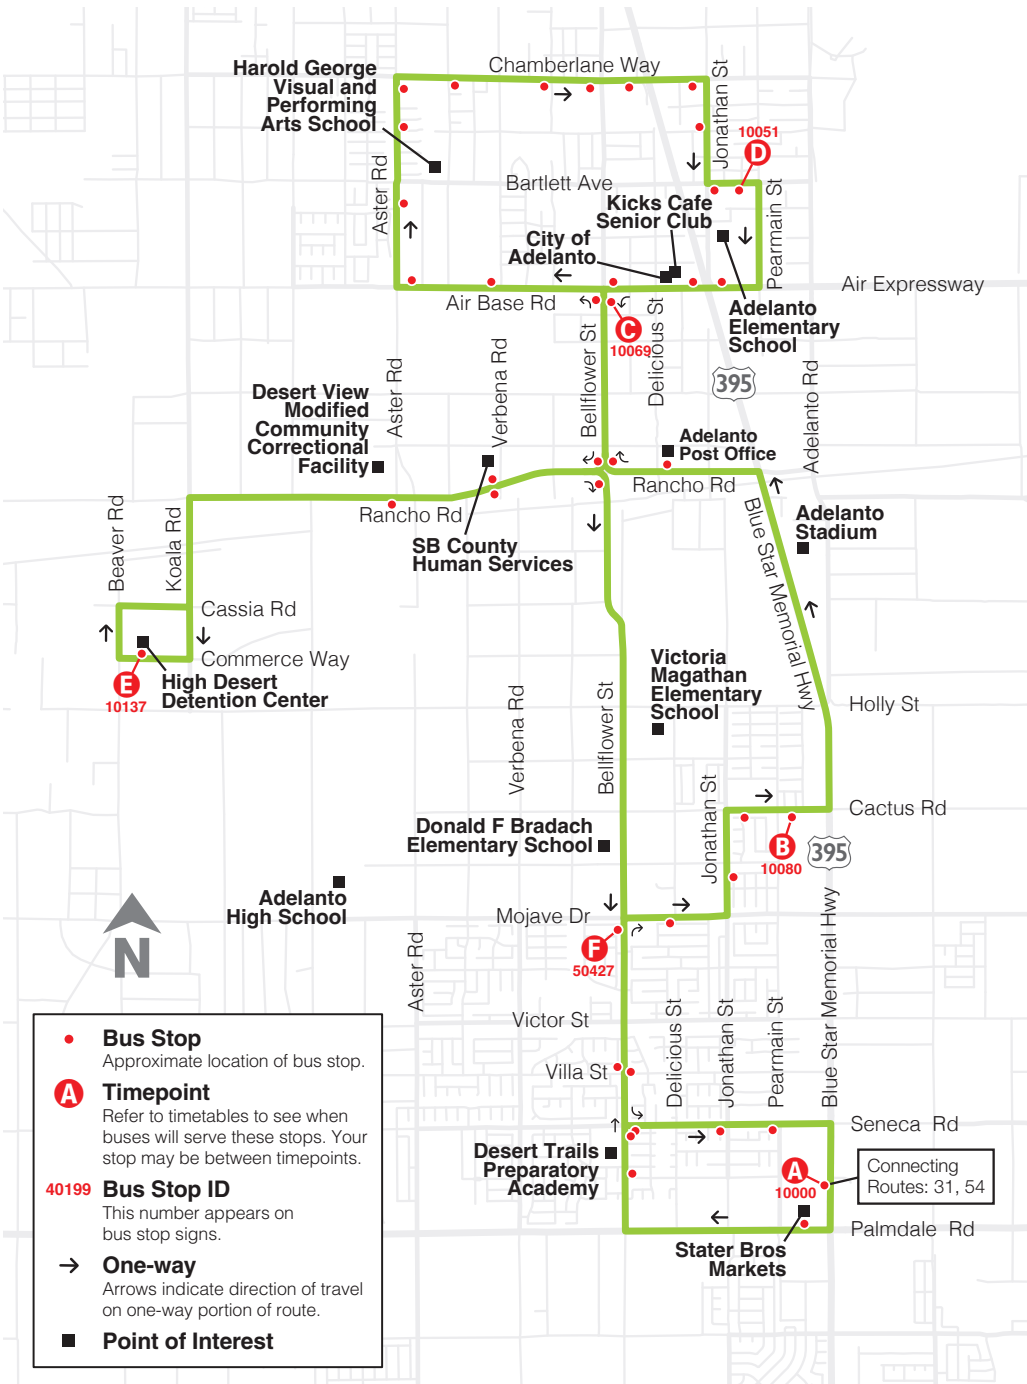 Chamberlane Way
Harold George
Visual and
Performing
Arts School
Jonathan St
10051
D
Aster Rd
Bartlett Ave
Kicks Cafe
Senior Club
City of
Adelanto
Pearmain St
Air Expressway
Air Base Rd
C
10069
Delicious St
Adelanto
Elementary
School
Bellflower St
Verbena Rd
Aster Rd
395
Adelanto Rd
Desert View
Modified
Community
Correctional
Facility
Adelanto
Post Office
Rancho Rd
Rancho Rd
Beaver Rd
Koala Rd
SB County
Human Services
Blue Star Memorial Hwy
Adelanto
Stadium
Cassia Rd
Commerce Way
E
10137
High Desert
Detention Center
Victoria
Magathan
Elementary
School
Verbena Rd
Bellflower St
Holly St
Jonathan St
Cactus Rd
Donald F Bradach
Elementary School
B
10080
395
Adelanto
High School
N
Mojave Dr
Aster Rd
F
50427
Blue Star Memorial Hwy
Victor St
Delicious St
Jonathan St
Pearmain St
Villa St
Seneca Rd
Desert Trails
Preparatory
Academy
A
10000
Connecting
Routes: 31, 54
Palmdale Rd
Stater Bros
Markets
Bus Stop
Approximate location of bus stop.
A
Timepoint
Refer to timetables to see when
buses will serve these stops. Your
stop may be between timepoints.
40199 Bus Stop ID
This number appears on
bus stop signs.
One-way
Arrows indicate direction of travel
on one-way portion of route.
Point of Interest